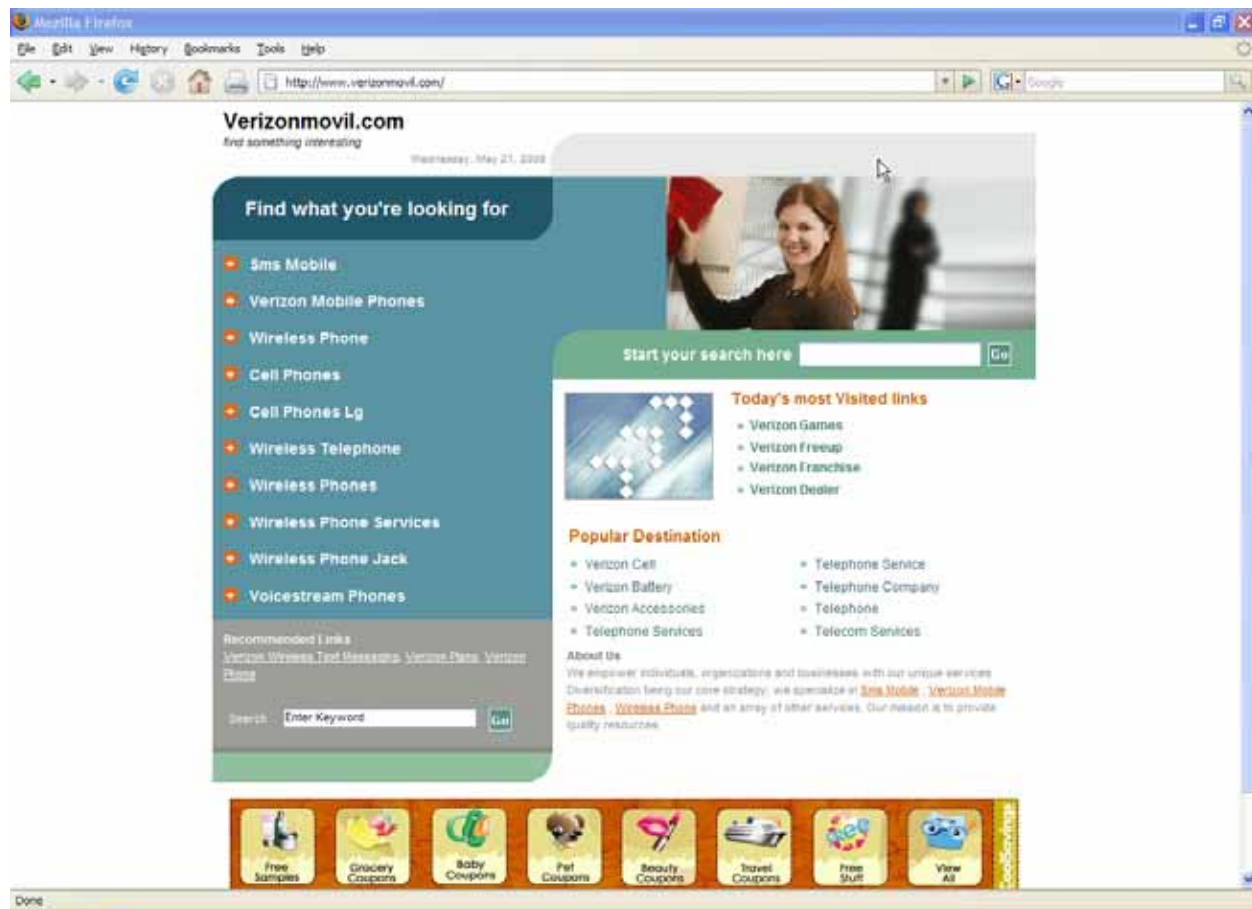 Mozilla Firefox
File Edit View History Bookmarks Tools Help
http://www.verizonmovil.com/
Google
Verizonmovil.com
find something interesting
Wednesday, May 21, 2008
Find what you're looking for
Sms Mobile
Verizon Mobile Phones
Wireless Phone
Cell Phones
Cell Phones Lg
Wireless Telephone
Wireless Phones
Wireless Phone Services
Wireless Phone Jack
Voicestream Phones
Recommended Links
Verizon Wireless Text Messaging, Verizon Plans, Verizon
Phone
Search Enter Keyword Go
Start your search here Go
Today's most Visited links
Verizon Games
Verizon Freeup
Verizon Franchise
Verizon Dealer
Popular Destination
Verizon Cell
Verizon Battery
Verizon Accessories
Telephone Services
Telephone Service
Telephone Company
Telephone
Telecom Services
About Us
We empower individuals, organizations and businesses with our unique services
Diversification being our core strategy, we specialize in Sms Mobile , Verizon Mobile
Phones , Wireless Phone and an array of other services. Our mission is to provide
quality resources.
Free Samples
Grocery Coupons
Baby Coupons
Pet Coupons
Beauty Coupons
Travel Coupons
FREE
Free Stuff
View All
CoolSavings
Done